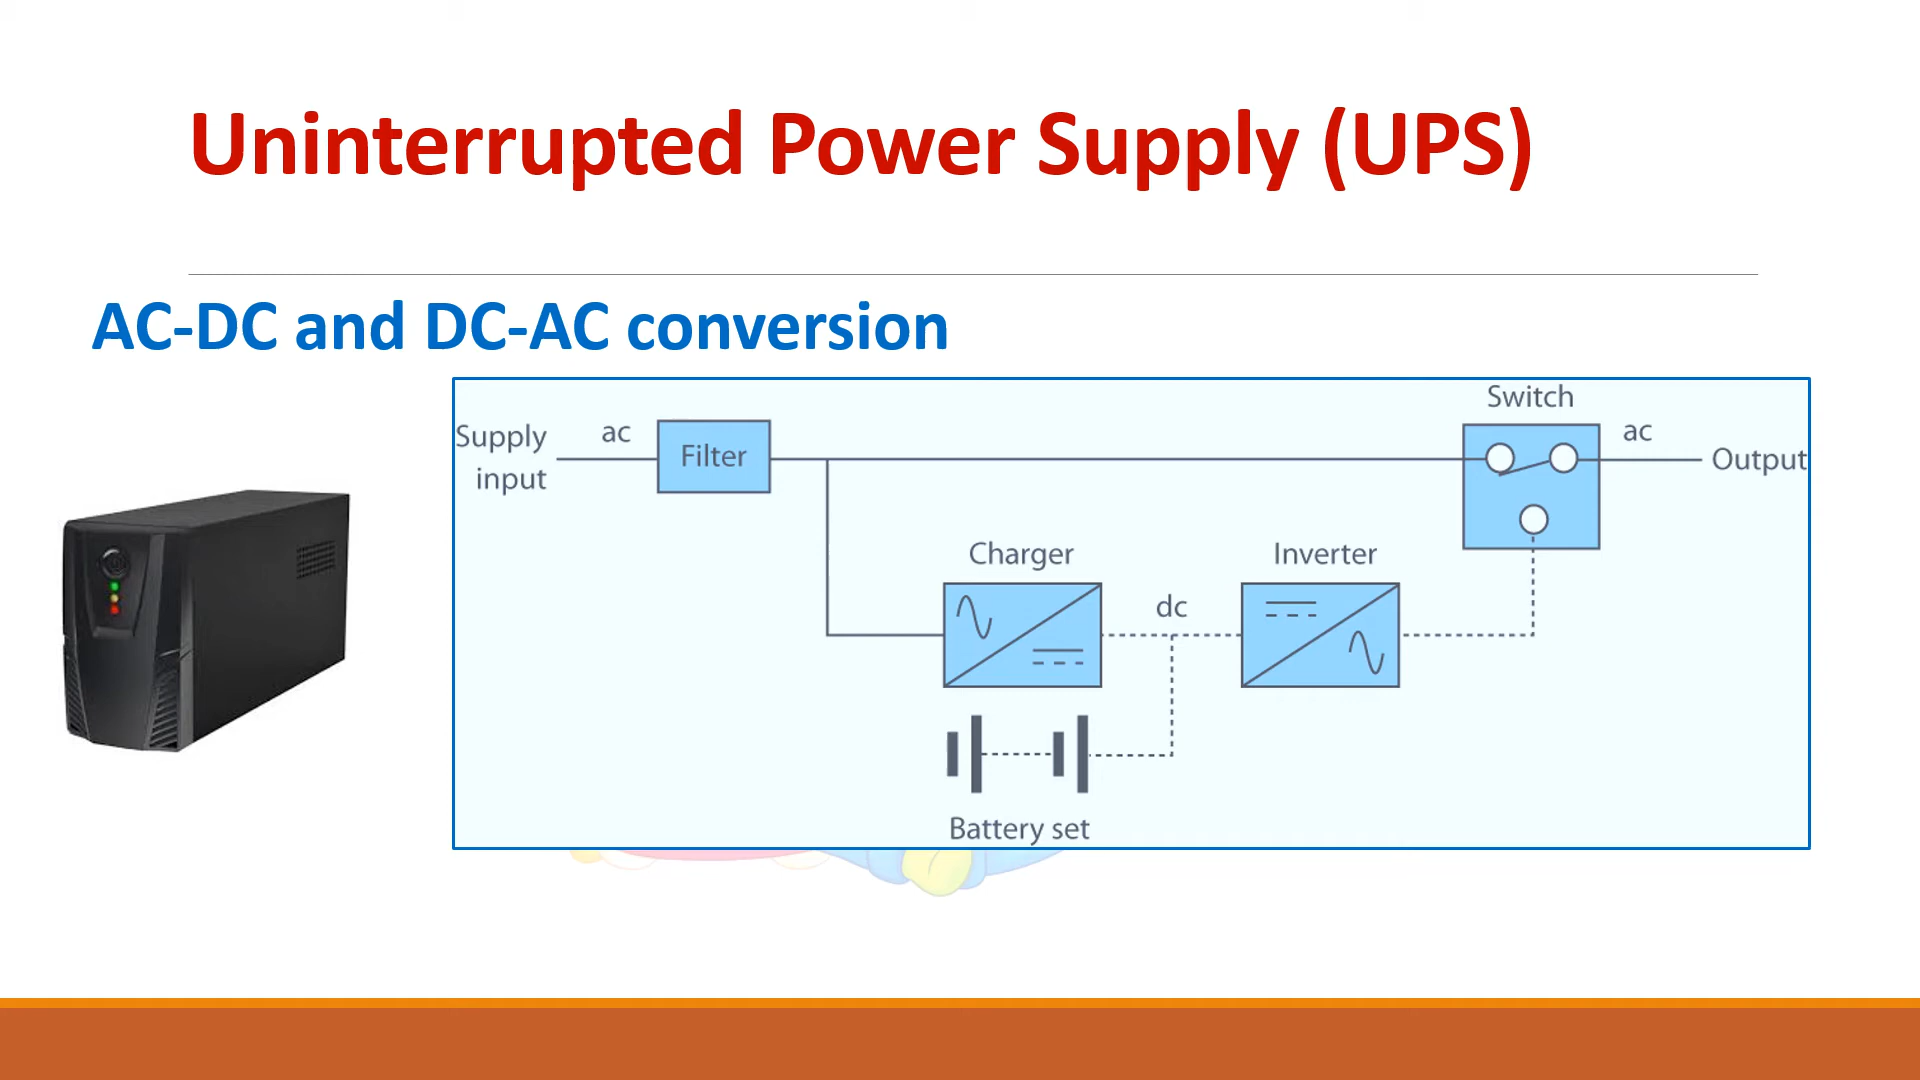 Uninterrupted Power Supply (UPS)
AC-DC and DC-AC conversion
Switch
Supply input
ac
Filter
ac
Output
Charger
Inverter
dc
Battery set